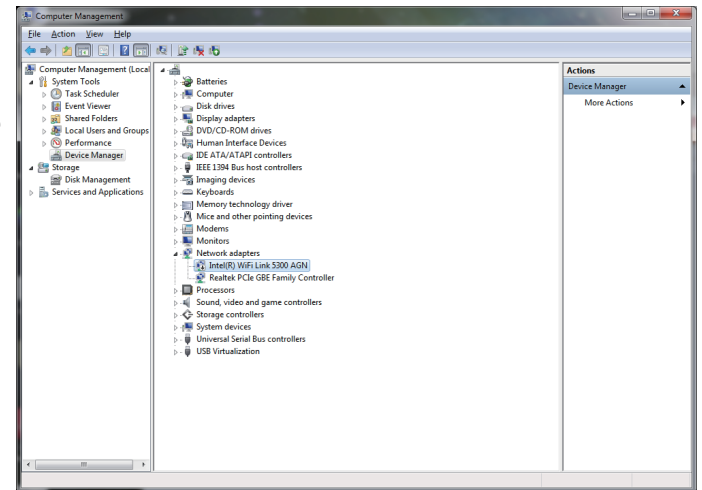 Computer Management
File Action View Help
Computer Management (Local
System Tools
Task Scheduler
Event Viewer
Shared Folders
Local Users and Groups
Performance
Device Manager
Storage
Disk Management
Services and Applications
Batteries
Computer
Disk drives
Display adapters
DVD/CD-ROM drives
Human Interface Devices
IDE ATA/ATAPI controllers
IEEE 1394 Bus host controllers
Imaging devices
Keyboards
Memory technology driver
Mice and other pointing devices
Modems
Monitors
Network adapters
Intel(R) WiFi Link 5300 AGN
Realtek PCIe GBE Family Controller
Processors
Sound, video and game controllers
Storage controllers
System devices
Universal Serial Bus controllers
USB Virtualization
Actions
Device Manager
More Actions